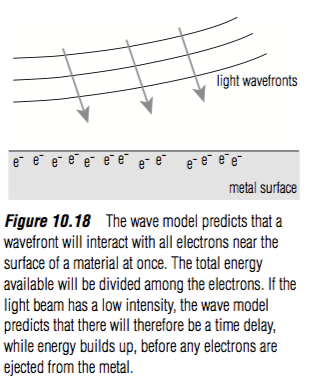 light wavefronts
e⁻ e⁻ e⁻ e⁻ e⁻ e⁻ e⁻ e⁻ e⁻ e⁻ e⁻ e⁻ e⁻
metal surface
Figure 10.18 The wave model predicts that a
wavefront will interact with all electrons near the
surface of a material at once. The total energy
available will be divided among the electrons. If the
light beam has a low intensity, the wave model
predicts that there will therefore be a time delay,
while energy builds up, before any electrons are
ejected from the metal.